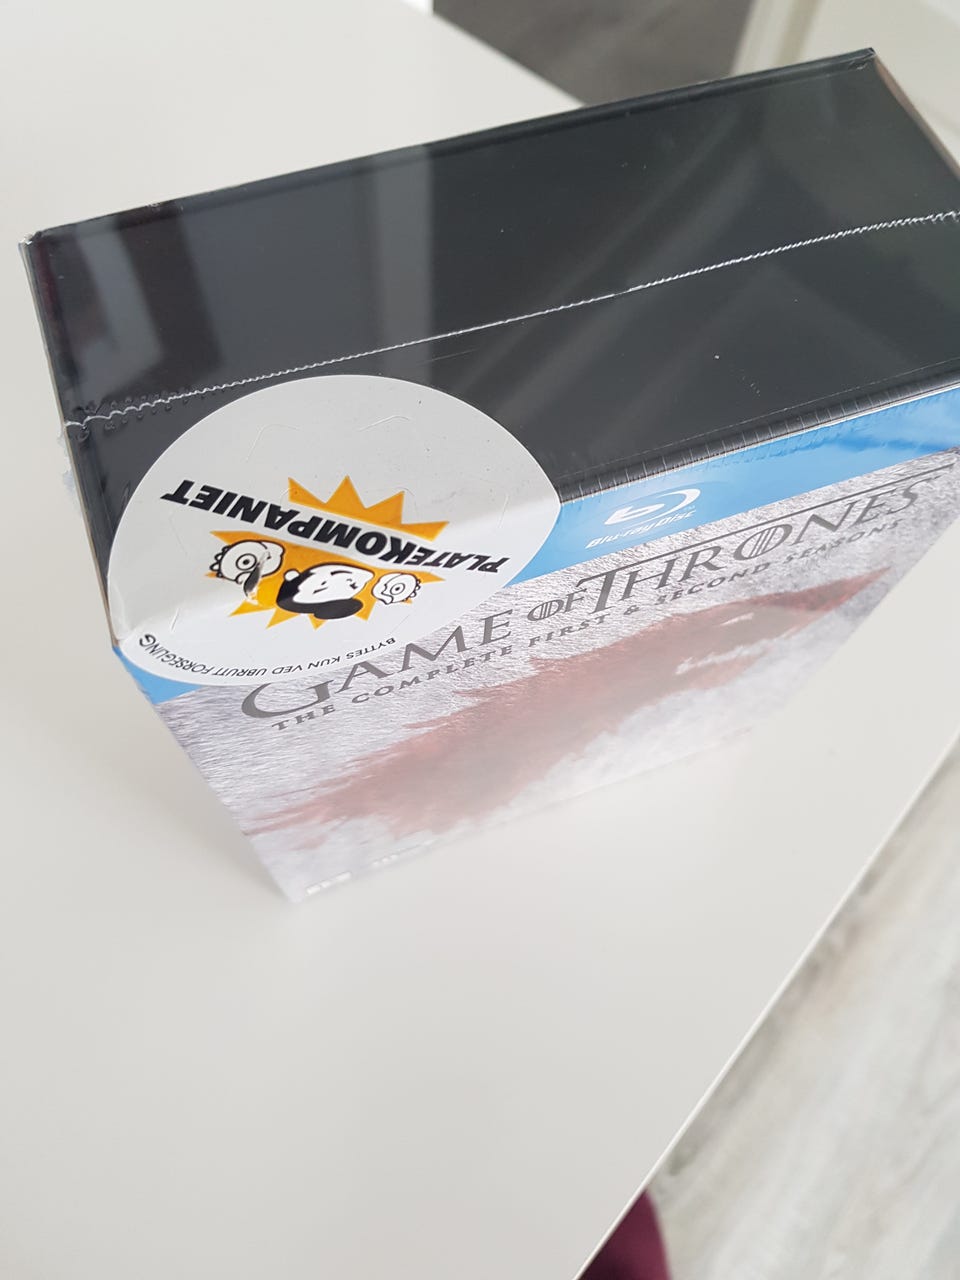 PLATEKOMPANIET
BYTTES KUN VED UBRUTT FORSEGLING
Blu-ray Disc
GAME OF THRONES
THE COMPLETE FIRST & SECOND SEASONS